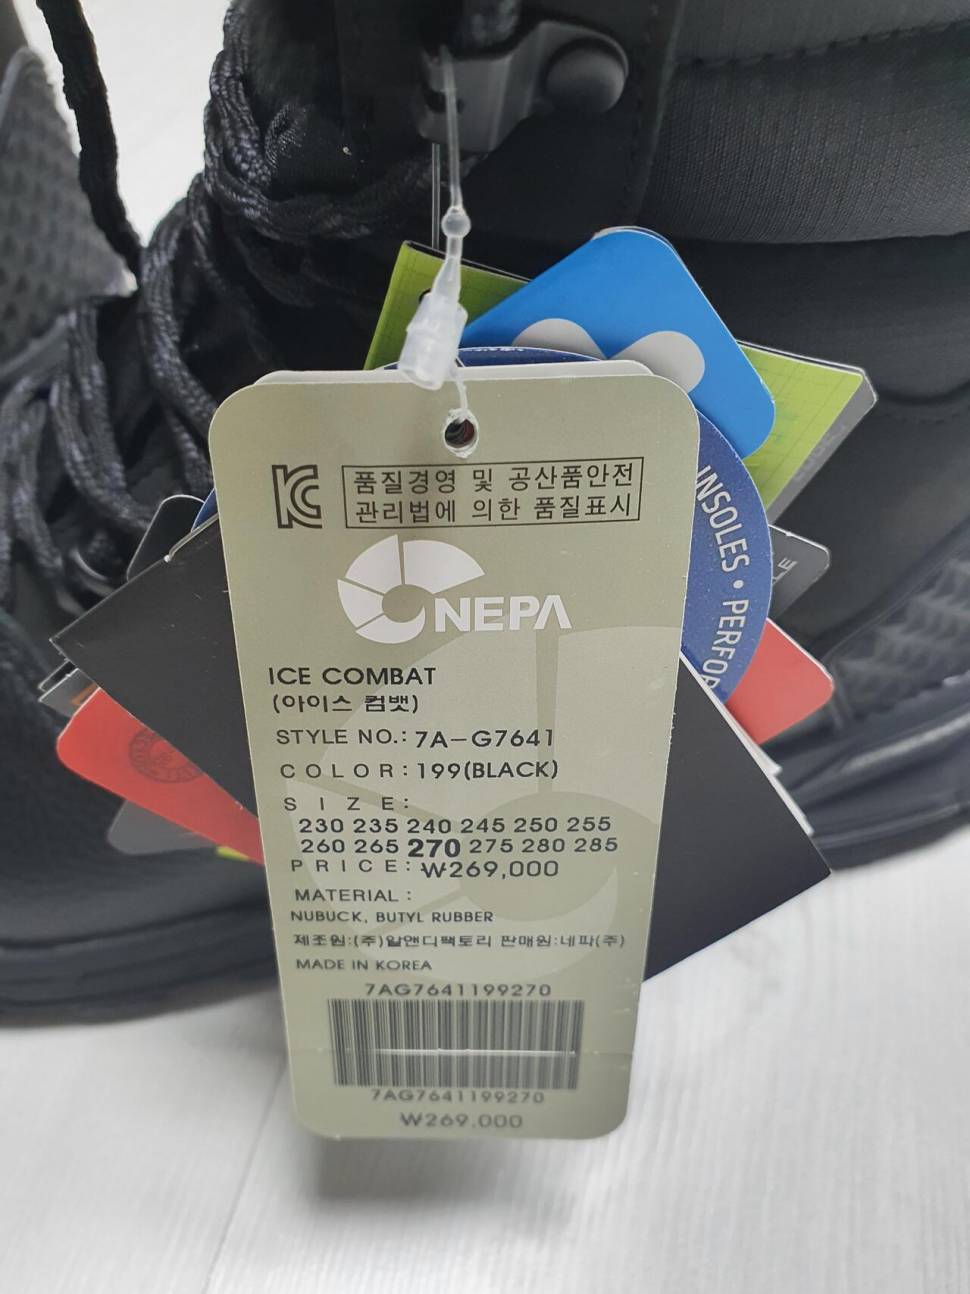 KC
품질경영 및 공산품안전
관리법에 의한 품질표시
NEPA
ICE COMBAT
(아이스 컴뱃)
STYLE NO.: 7A-G7641
COLOR: 199(BLACK)
SIZE:
230 235 240 245 250 255
260 265 270 275 280 285
PRICE: ₩269,000
MATERIAL :
NUBUCK, BUTYL RUBBER
제조원:(주)알앤디팩토리 판매원:네파(주)
MADE IN KOREA
7AG7641199270
7AG7641199270
₩269,000
INSOLES • PERFO